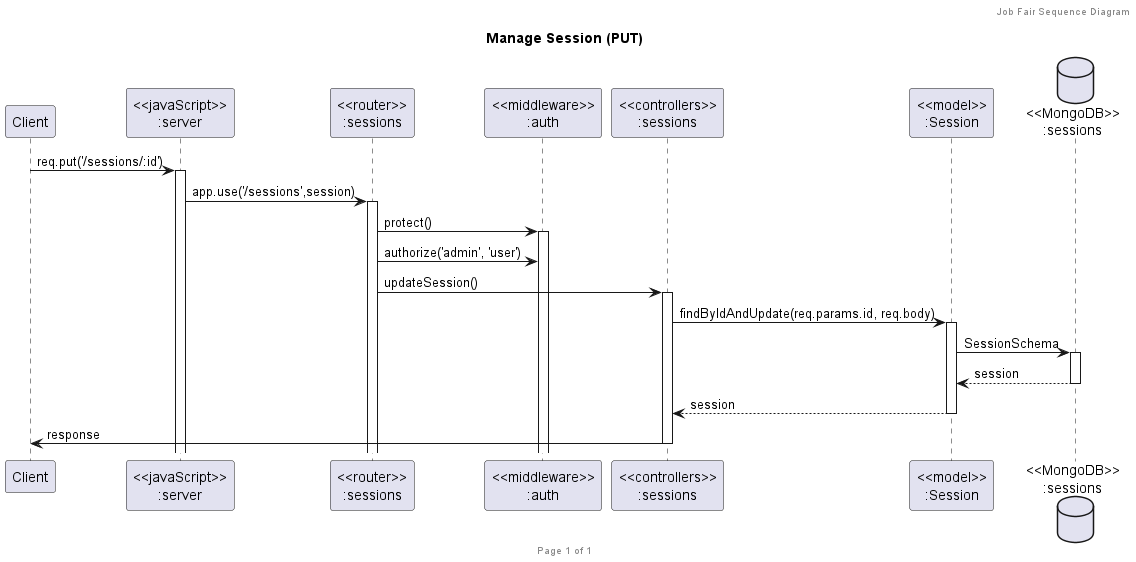 Job Fair Sequence Diagram
Manage Session (PUT)
Client
<<javaScript>>
:server
<<router>>
:sessions
<<middleware>>
:auth
<<controllers>>
:sessions
<<model>>
:Session
<<MongoDB>>
:sessions
req.put('/sessions/:id')
app.use('/sessions',session)
protect()
authorize('admin', 'user')
updateSession()
findByIdAndUpdate(req.params.id, req.body)
SessionSchema
session
session
response
Client
<<javaScript>>
:server
<<router>>
:sessions
<<middleware>>
:auth
<<controllers>>
:sessions
<<model>>
:Session
<<MongoDB>>
:sessions
Page 1 of 1